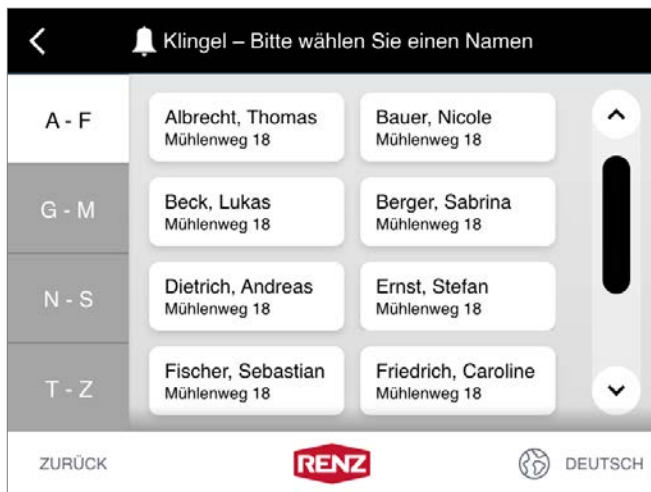 Klingel – Bitte wählen Sie einen Namen
A - F
G - M
N - S
T - Z
Albrecht, Thomas
Mühlenweg 18
Bauer, Nicole
Mühlenweg 18
Beck, Lukas
Mühlenweg 18
Berger, Sabrina
Mühlenweg 18
Dietrich, Andreas
Mühlenweg 18
Ernst, Stefan
Mühlenweg 18
Fischer, Sebastian
Mühlenweg 18
Friedrich, Caroline
Mühlenweg 18
ZURÜCK
RENZ
DEUTSCH